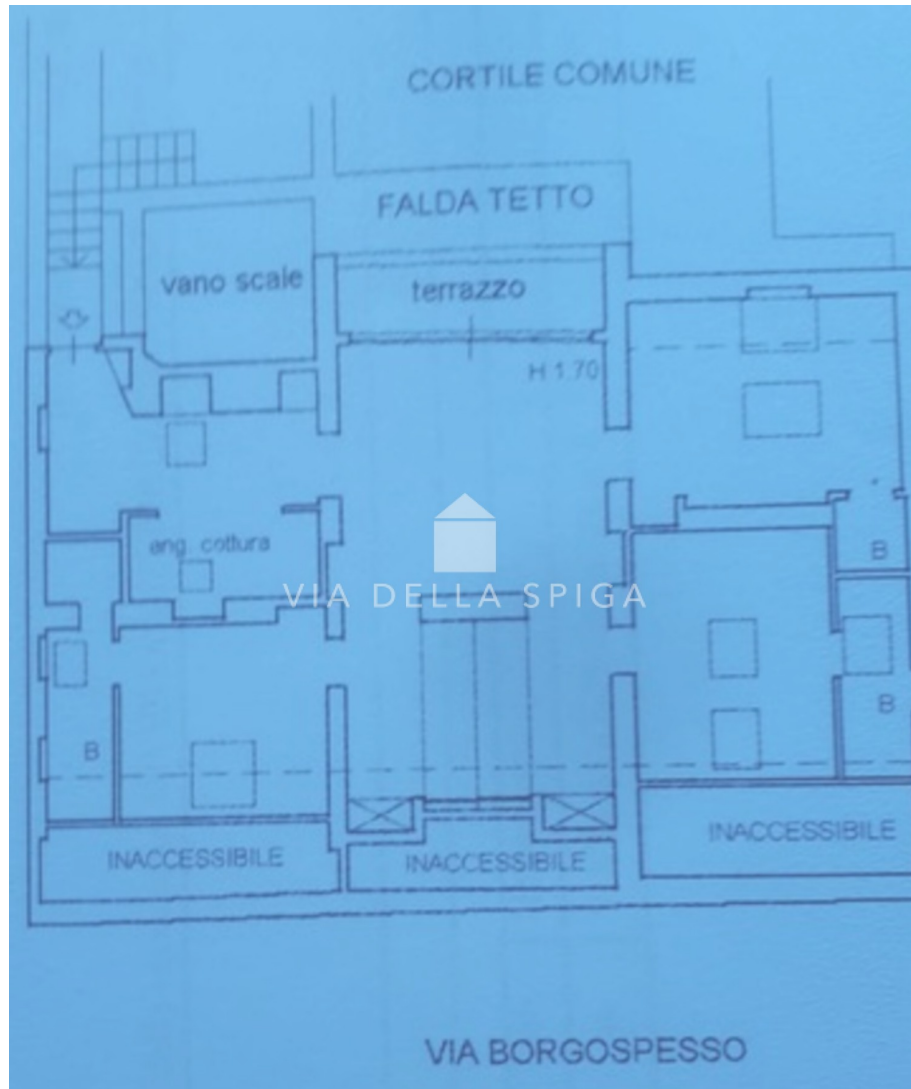 CORTILE COMUNE
FALDA TETTO
vano scale
terrazzo
H 1.70
ang. cottura
VIA DELLA SPIGA
B
B
B
INACCESSIBILE
INACCESSIBILE
INACCESSIBILE
VIA BORGOSPESSO